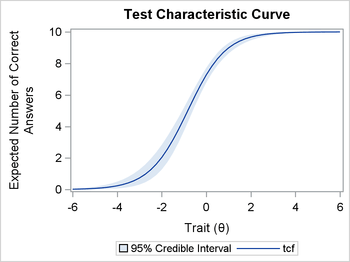 Test Characteristic Curve
Expected Number of Correct
Answers
10
8
6
4
2
0
-6 -4 -2 0 2 4 6
Trait (θ)
95% Credible Interval tcf